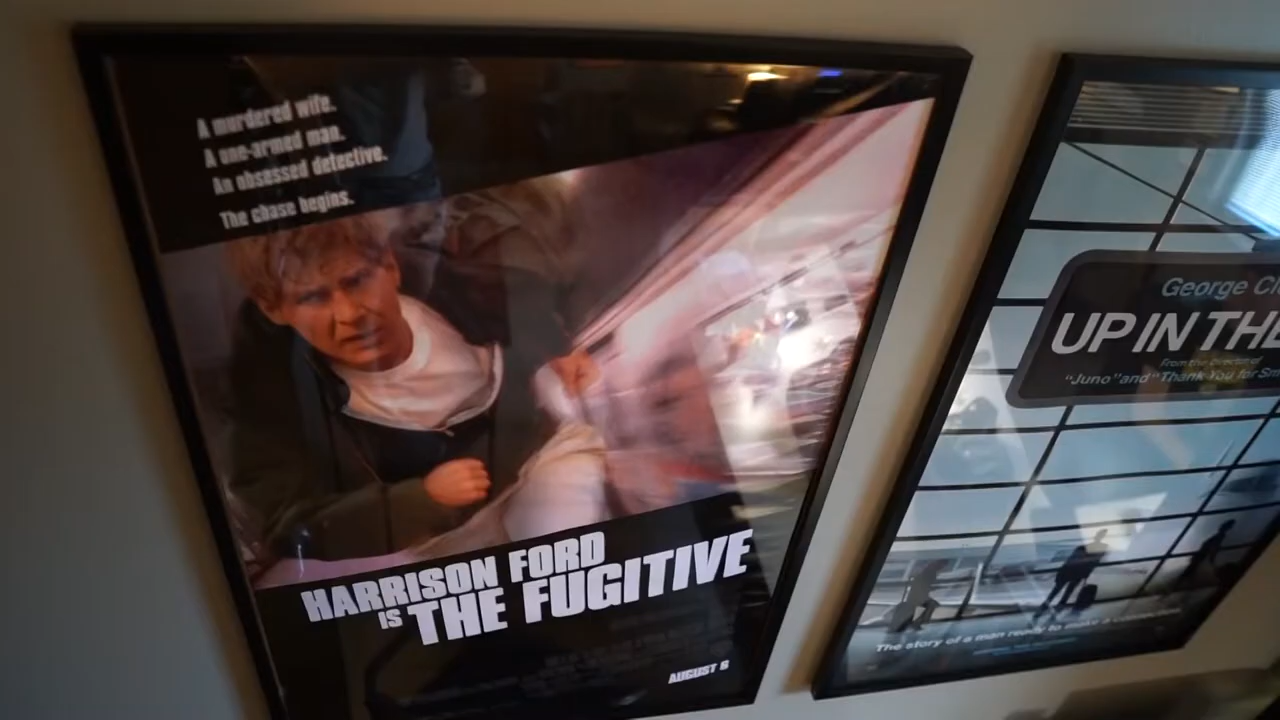 A murdered wife.
A one-armed man.
An obsessed detective.
The chase begins.
HARRISON FORD
IS THE FUGITIVE
AUGUST 6
George Cl
UP IN THE
From the Director of
"Juno" and "Thank You for Sm
The story of a man ready to make a connection.